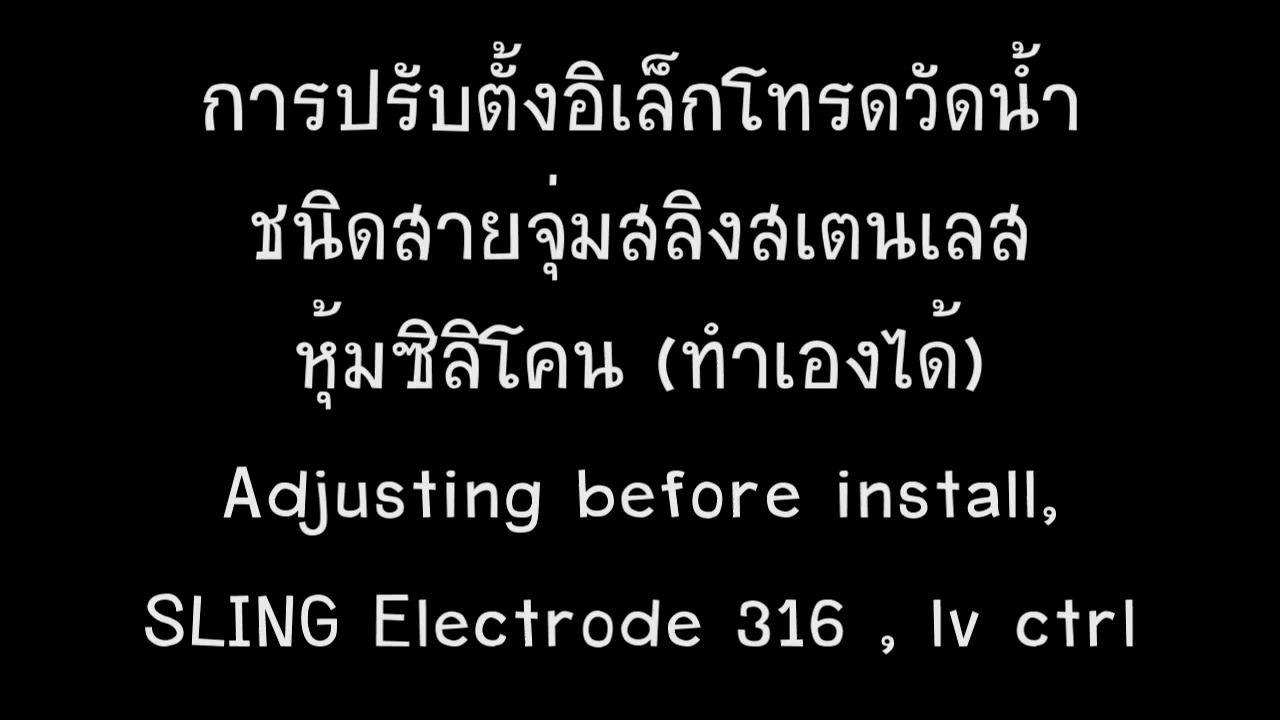 การปรับตั้งอิเล็กโทรดวัดน้ำ
ชนิดสายจุ่มสลิงสเตนเลส
หุ้มซิลิโคน (ทำเองได้)
Adjusting before install,
SLING Electrode 316 , lv ctrl